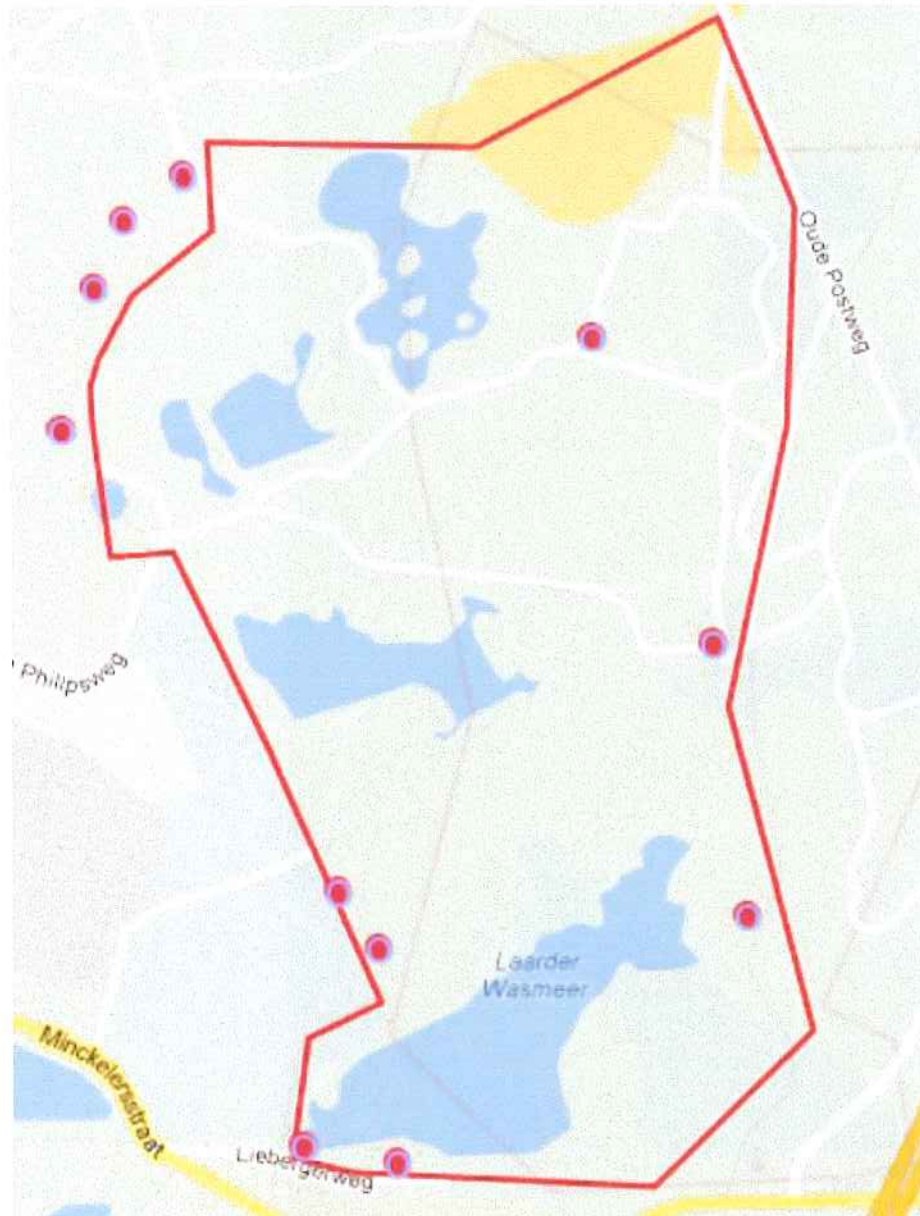 Oude Postweg
Philipsweg
Laarder
Wasmeer
Minckelersstraat
Liebergerweg